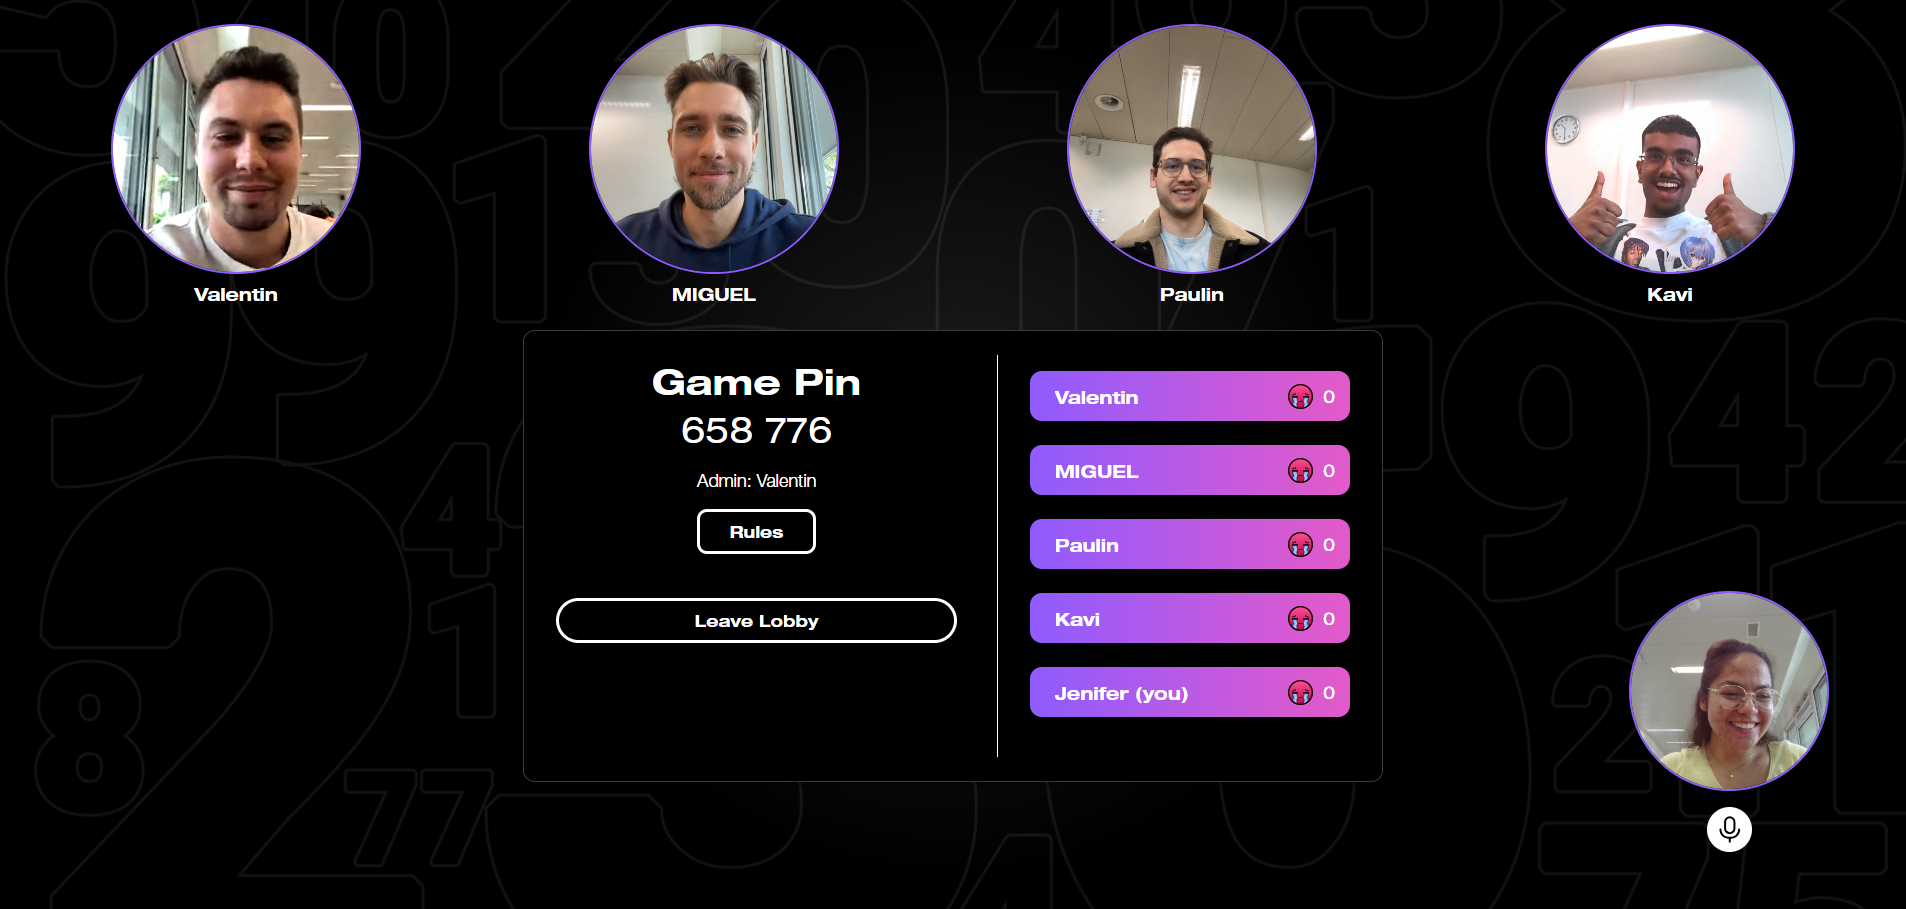 Valentin
MIGUEL
Paulin
Kavi
Game Pin
658 776
Admin: Valentin
Rules
Leave Lobby
Valentin 0
MIGUEL 0
Paulin 0
Kavi 0
Jenifer (you) 0